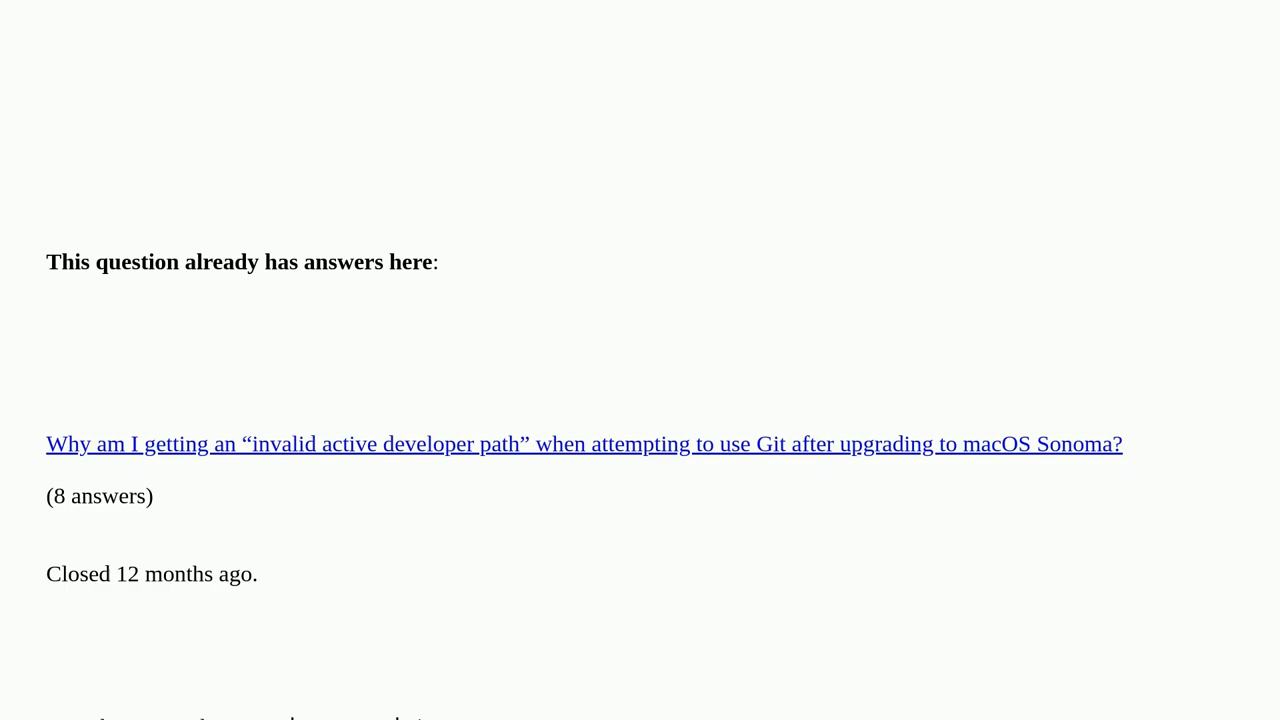 This question already has answers here:
Why am I getting an “invalid active developer path” when attempting to use Git after upgrading to macOS Sonoma?
(8 answers)
Closed 12 months ago.